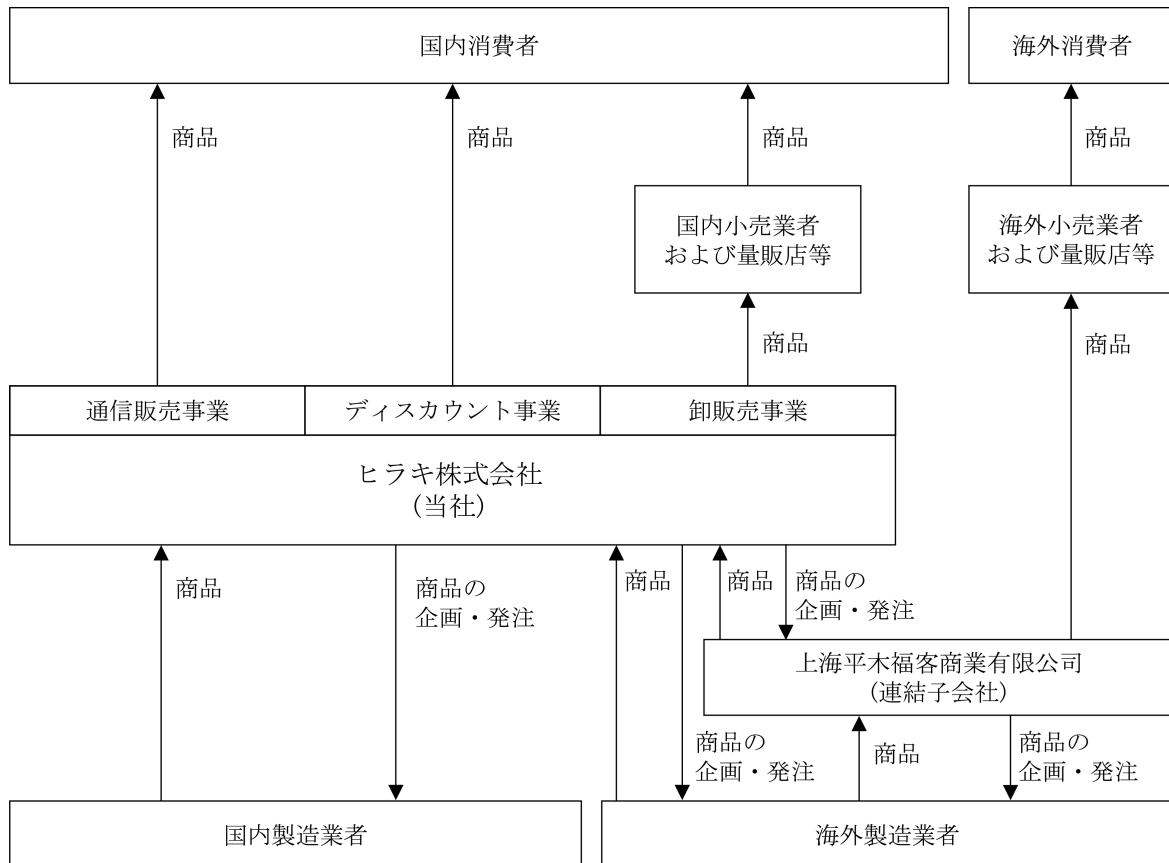 国内消費者
海外消費者
商品
商品
商品
商品
国内小売業者
および量販店等
海外小売業者
および量販店等
商品
商品
通信販売事業
ディスカウント事業
卸販売事業
ヒラキ株式会社
(当社)
商品
商品の
企画・発注
商品
商品
商品の
企画・発注
上海平木福客商業有限公司
(連結子会社)
商品の
企画・発注
商品
商品の
企画・発注
国内製造業者
海外製造業者